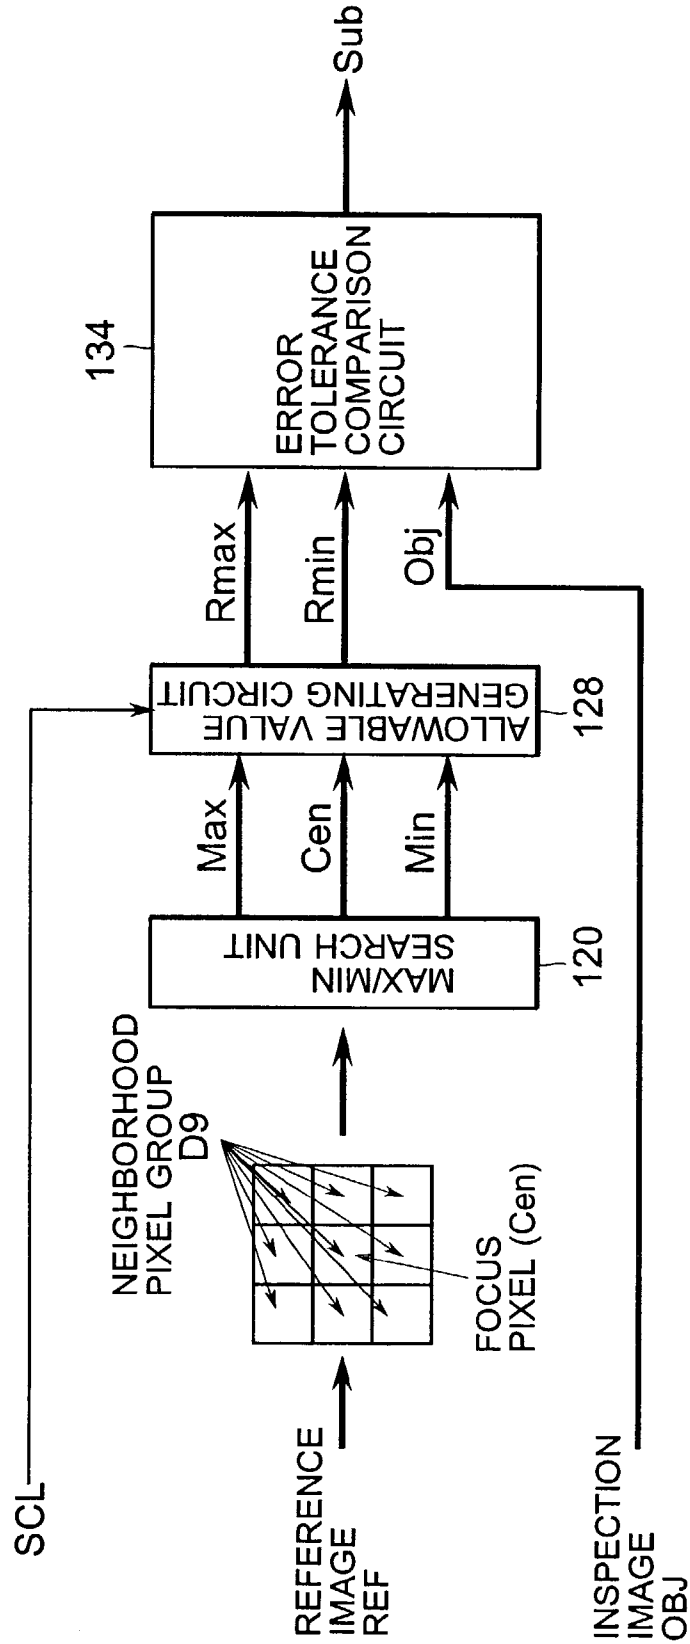 SCL
REFERENCE
IMAGE
REF
INSPECTION
IMAGE
OBJ
NEIGHBORHOOD
PIXEL GROUP
D9
FOCUS
PIXEL (Cen)
MAX/MIN
SEARCH UNIT
120
Max
Cen
Min
ALLOWABLE VALUE
GENERATING CIRCUIT
128
Rmax
Rmin
Obj
134
ERROR
TOLERANCE
COMPARISON
CIRCUIT
Sub